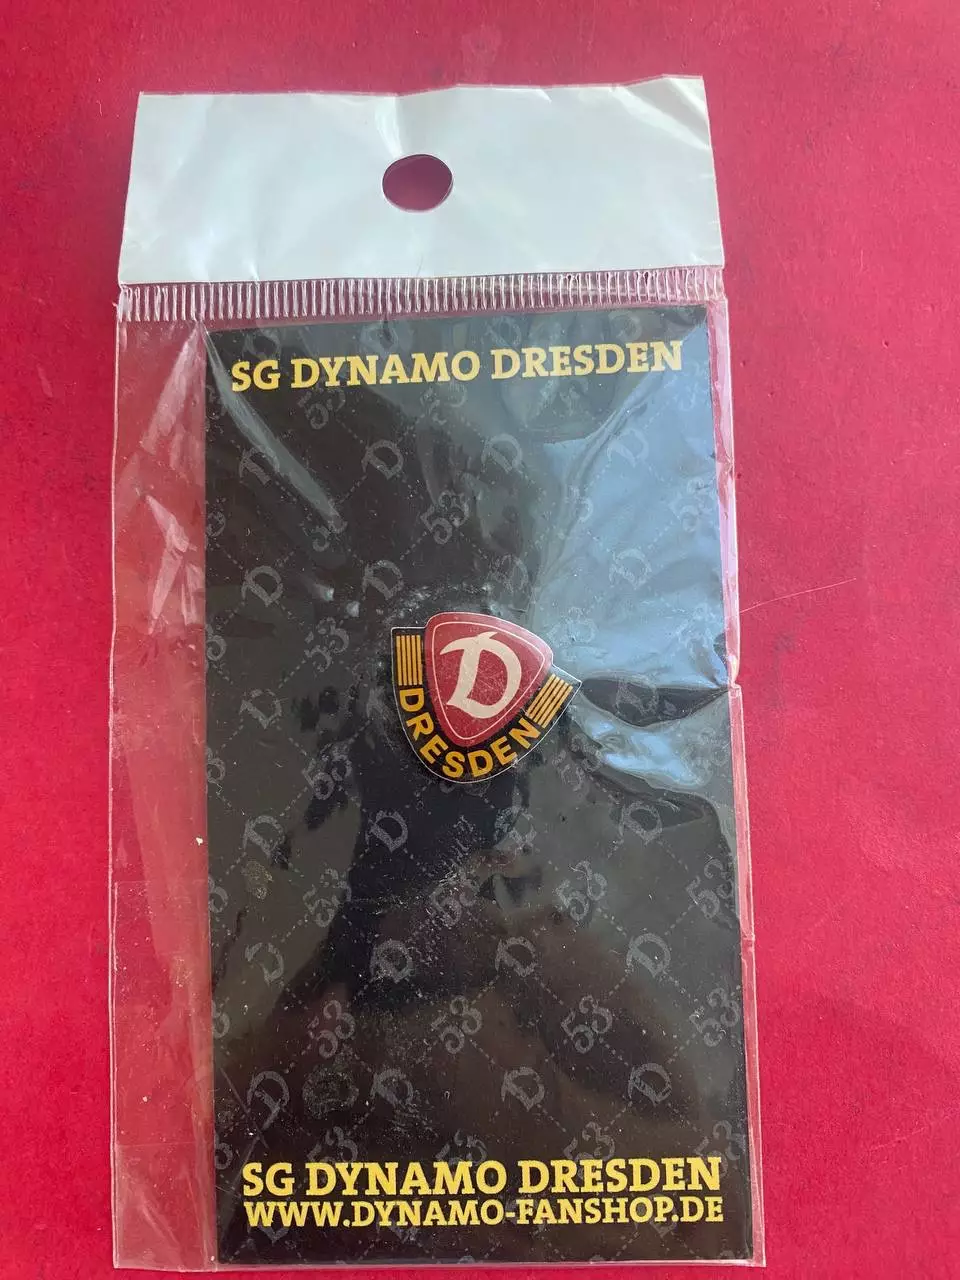 SG DYNAMO DRESDEN
D
DRESDEN
SG DYNAMO DRESDEN
WWW.DYNAMO-FANSHOP.DE